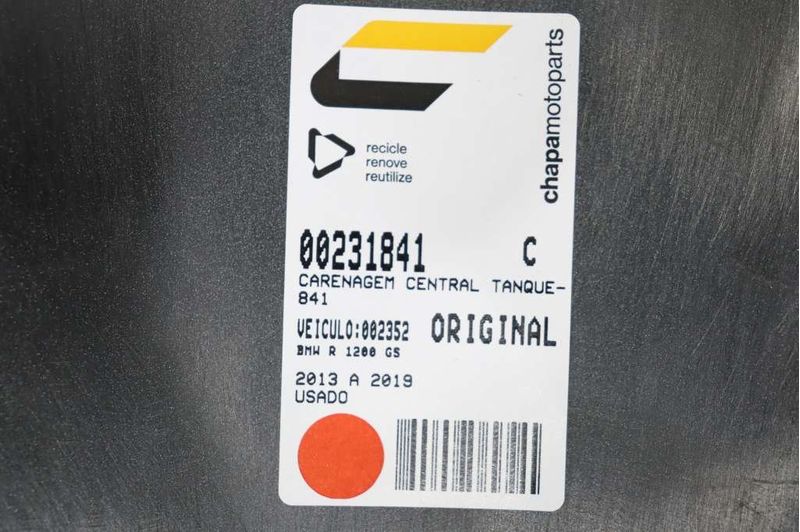 chapamotoparts
recicle
renove
reutilize
00231841 C
CARENAGEM CENTRAL TANQUE-
841
VEICULO:002352 ORIGINAL
BMW R 1200 GS
2013 A 2019
USADO